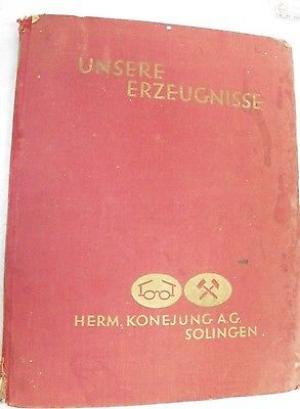 UNSERE
ERZEUGNISSE
HERM. KONEJUNG A.G.
SOLINGEN.